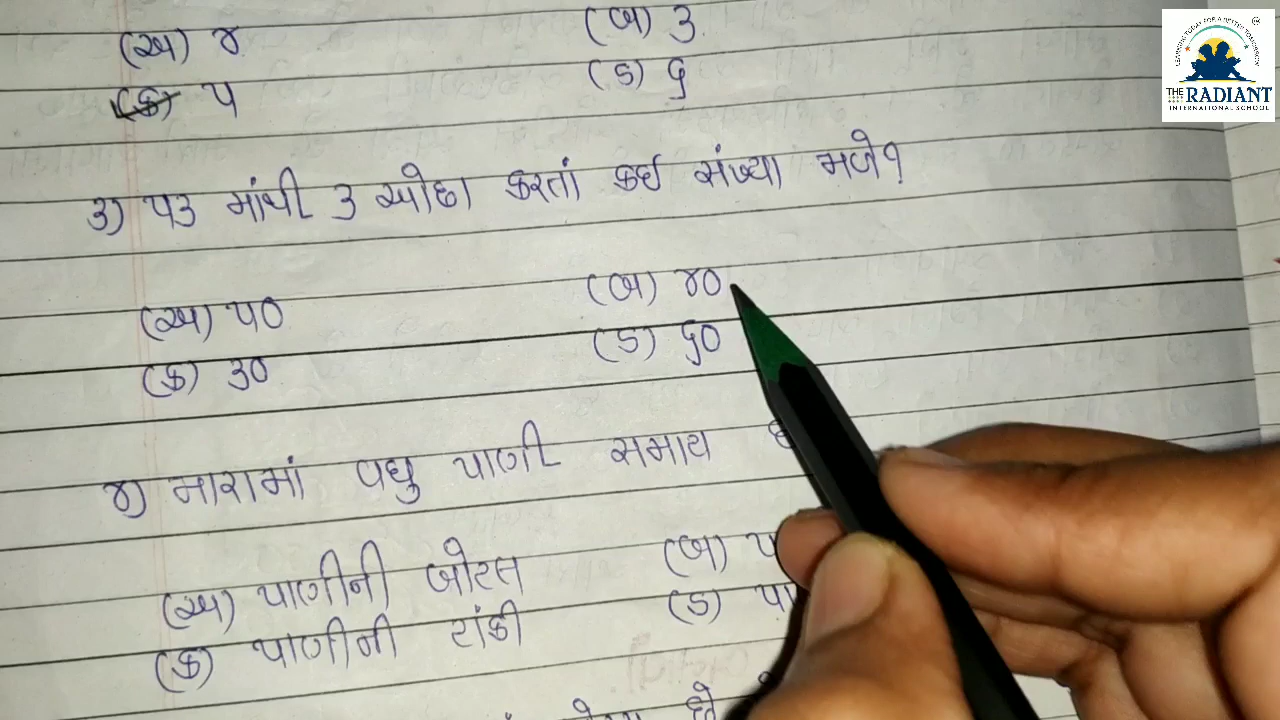 (અ) ૪ (બ) ૩
(ક) ૫ (ડ) ૬
૩) ૫૩ માંથી ૩ ઓછા કરતાં કઈ સંખ્યા મળે?
(અ) ૫૦ (બ) ૪૦
(ક) ૩૦ (ડ) ૬૦
૪) મારામાં વધુ પાણી સમાય
(અ) પાણીની બોટલ (બ)
(ક) પાણીની ટાંકી (ડ)
THE RADIANT
INTERNATIONAL SCHOOL